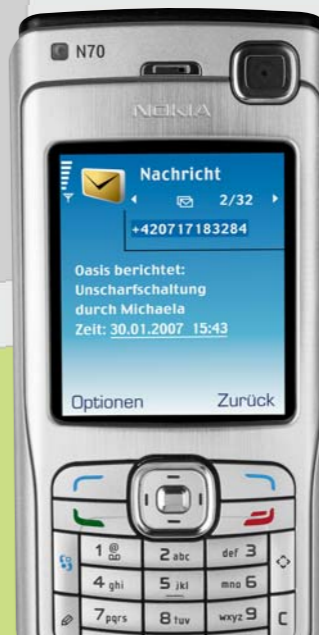 N70
NOKIA
Nachricht
2/32
+420717183284
Oasis berichtet:
Unscharfschaltung
durch Michaela
Zeit: 30.01.2007 15:43
Optionen Zurück
1 2 abc def 3
4 ghi 5 jkl mno 6
7 pqrs 8 tuv wxyz 9 C